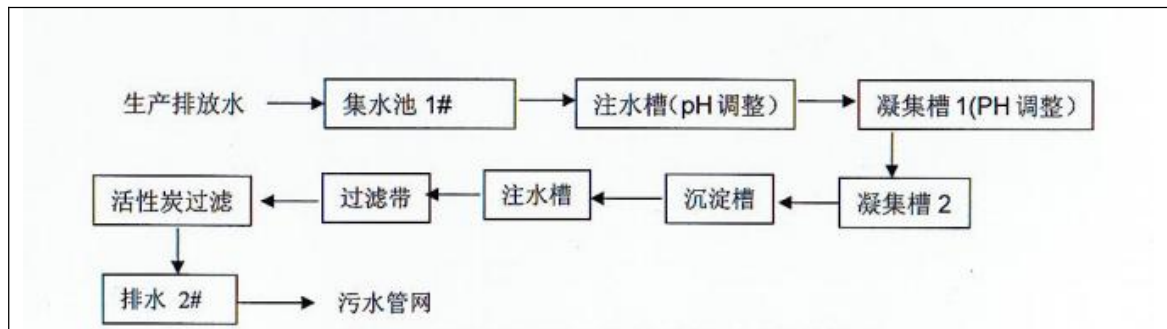 生产排放水
集水池 1#
注水槽(pH 调整)
凝集槽 1(PH 调整)
凝集槽 2
沉淀槽
注水槽
过滤带
活性炭过滤
排水 2#
污水管网